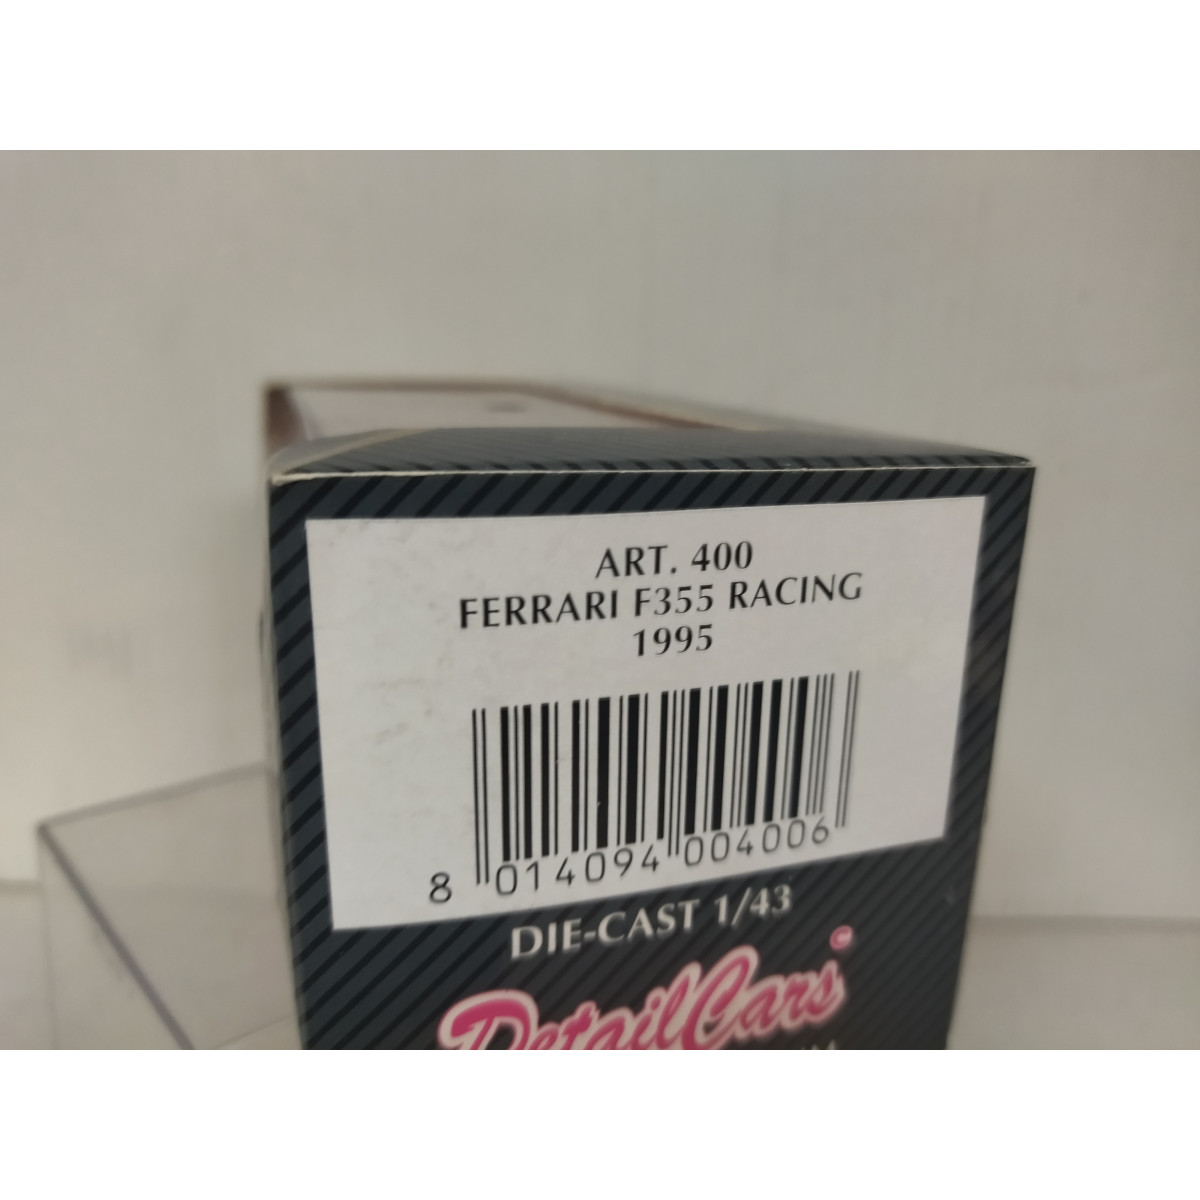 ART. 400
FERRARI F355 RACING
1995
8 014094 004006
DIE-CAST 1/43
DetailCars©